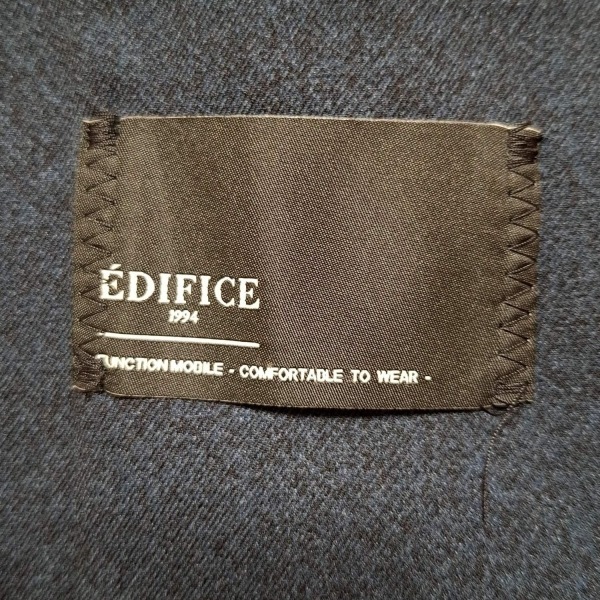 ÉDIFICE
1994
FUNCTION MOBILE - COMFORTABLE TO WEAR -